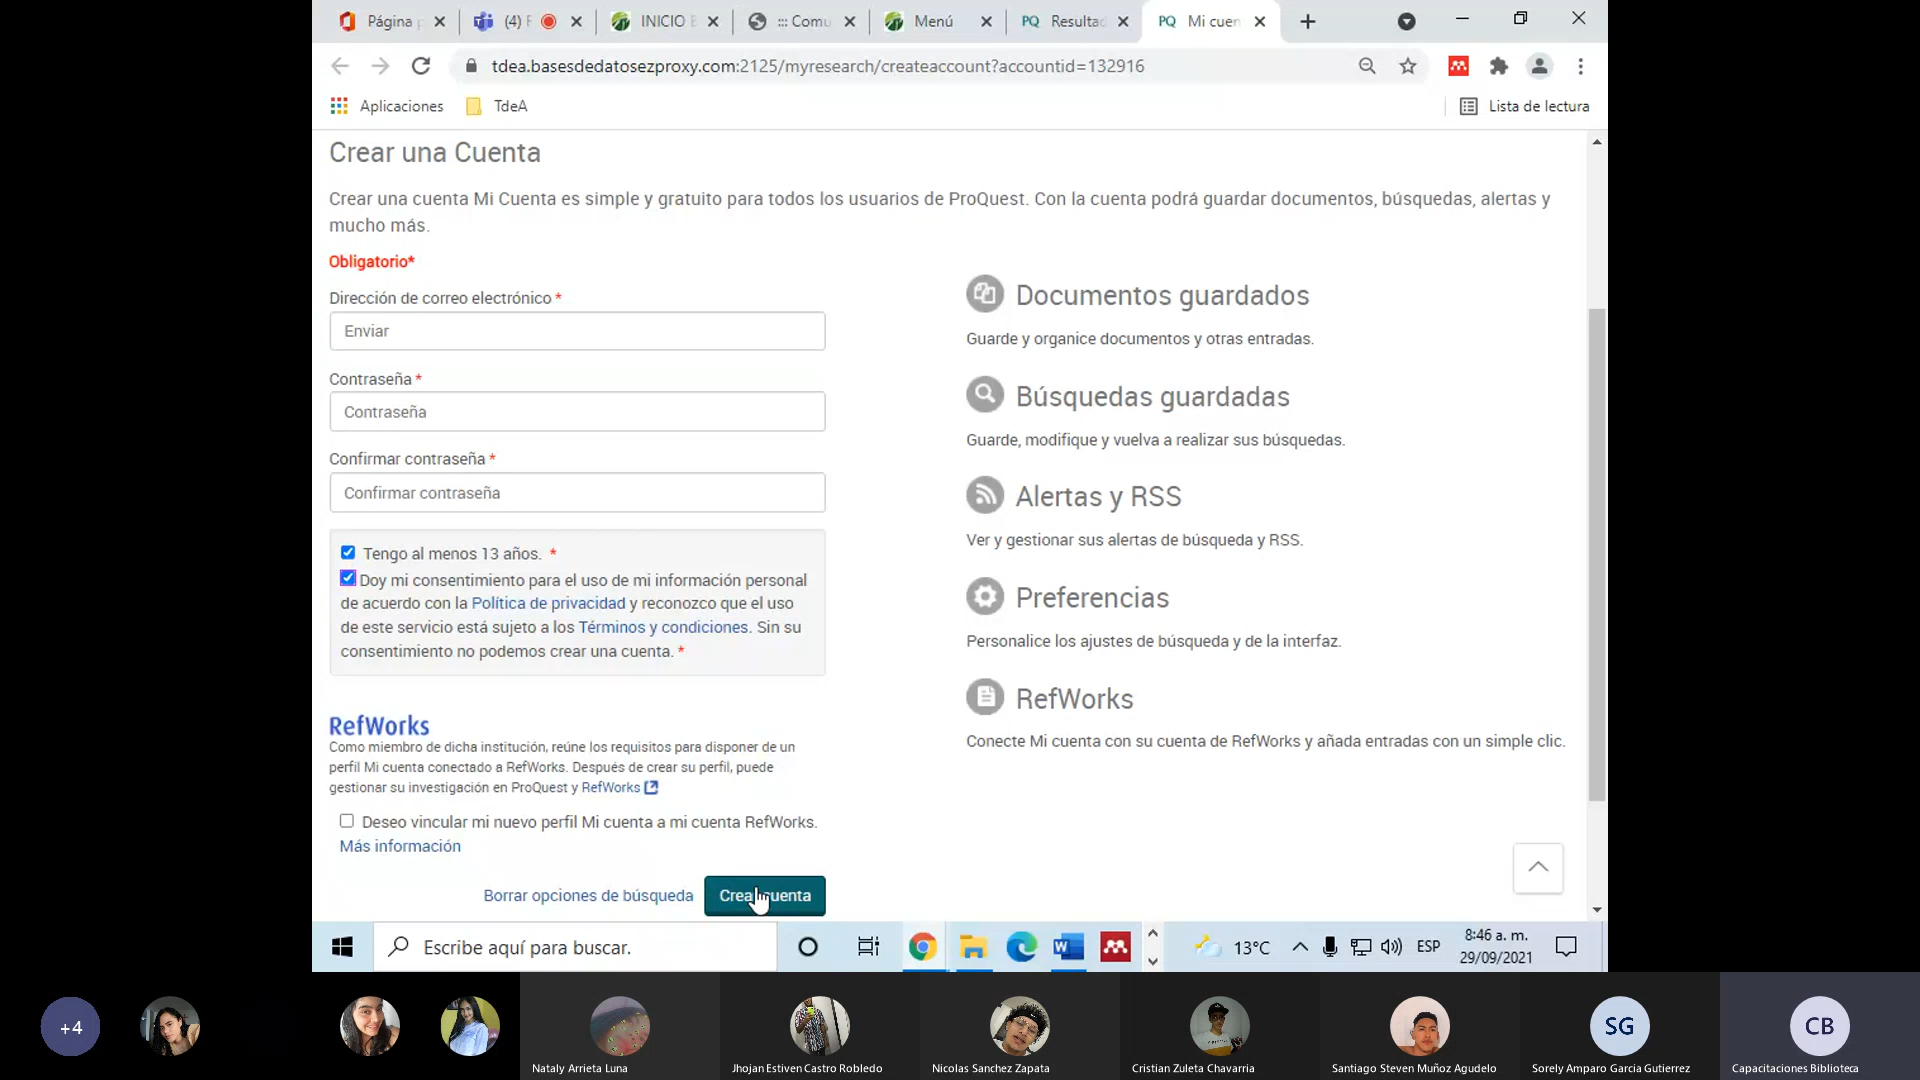 Página
(4)
INICIO
::: Comu
Menú
PQ Resulta
PQ Mi cuen
tdea.basesdedatosezproxy.com:2125/myresearch/createaccount?accountid=132916
Aplicaciones
TdeA
Lista de lectura
Crear una Cuenta
Crear una cuenta Mi Cuenta es simple y gratuito para todos los usuarios de ProQuest. Con la cuenta podrá guardar documentos, búsquedas, alertas y
mucho más.
Obligatorio*
Dirección de correo electrónico *
Enviar
Contraseña *
Contraseña
Confirmar contraseña *
Confirmar contraseña
Tengo al menos 13 años. *
Doy mi consentimiento para el uso de mi información personal
de acuerdo con la Política de privacidad y reconozco que el uso
de este servicio está sujeto a los Términos y condiciones. Sin su
consentimiento no podemos crear una cuenta. *
RefWorks
Como miembro de dicha institución, reúne los requisitos para disponer de un
perfil Mi cuenta conectado a RefWorks. Después de crear su perfil, puede
gestionar su investigación en ProQuest y RefWorks
Deseo vincular mi nuevo perfil Mi cuenta a mi cuenta RefWorks.
Más información
Borrar opciones de búsqueda
Crear cuenta
Documentos guardados
Guarde y organice documentos y otras entradas.
Búsquedas guardadas
Guarde, modifique y vuelva a realizar sus búsquedas.
Alertas y RSS
Ver y gestionar sus alertas de búsqueda y RSS.
Preferencias
Personalice los ajustes de búsqueda y de la interfaz.
RefWorks
Conecte Mi cuenta con su cuenta de RefWorks y añada entradas con un simple clic.
Escribe aquí para buscar.
13°C
ESP
8:46 a. m.
29/09/2021
+4
Nataly Arrieta Luna
Jhojan Estiven Castro Robledo
Nicolas Sanchez Zapata
Cristian Zuleta Chavarria
Santiago Steven Muñoz Agudelo
SG
Sorely Amparo Garcia Gutierrez
CB
Capacitaciones Biblioteca